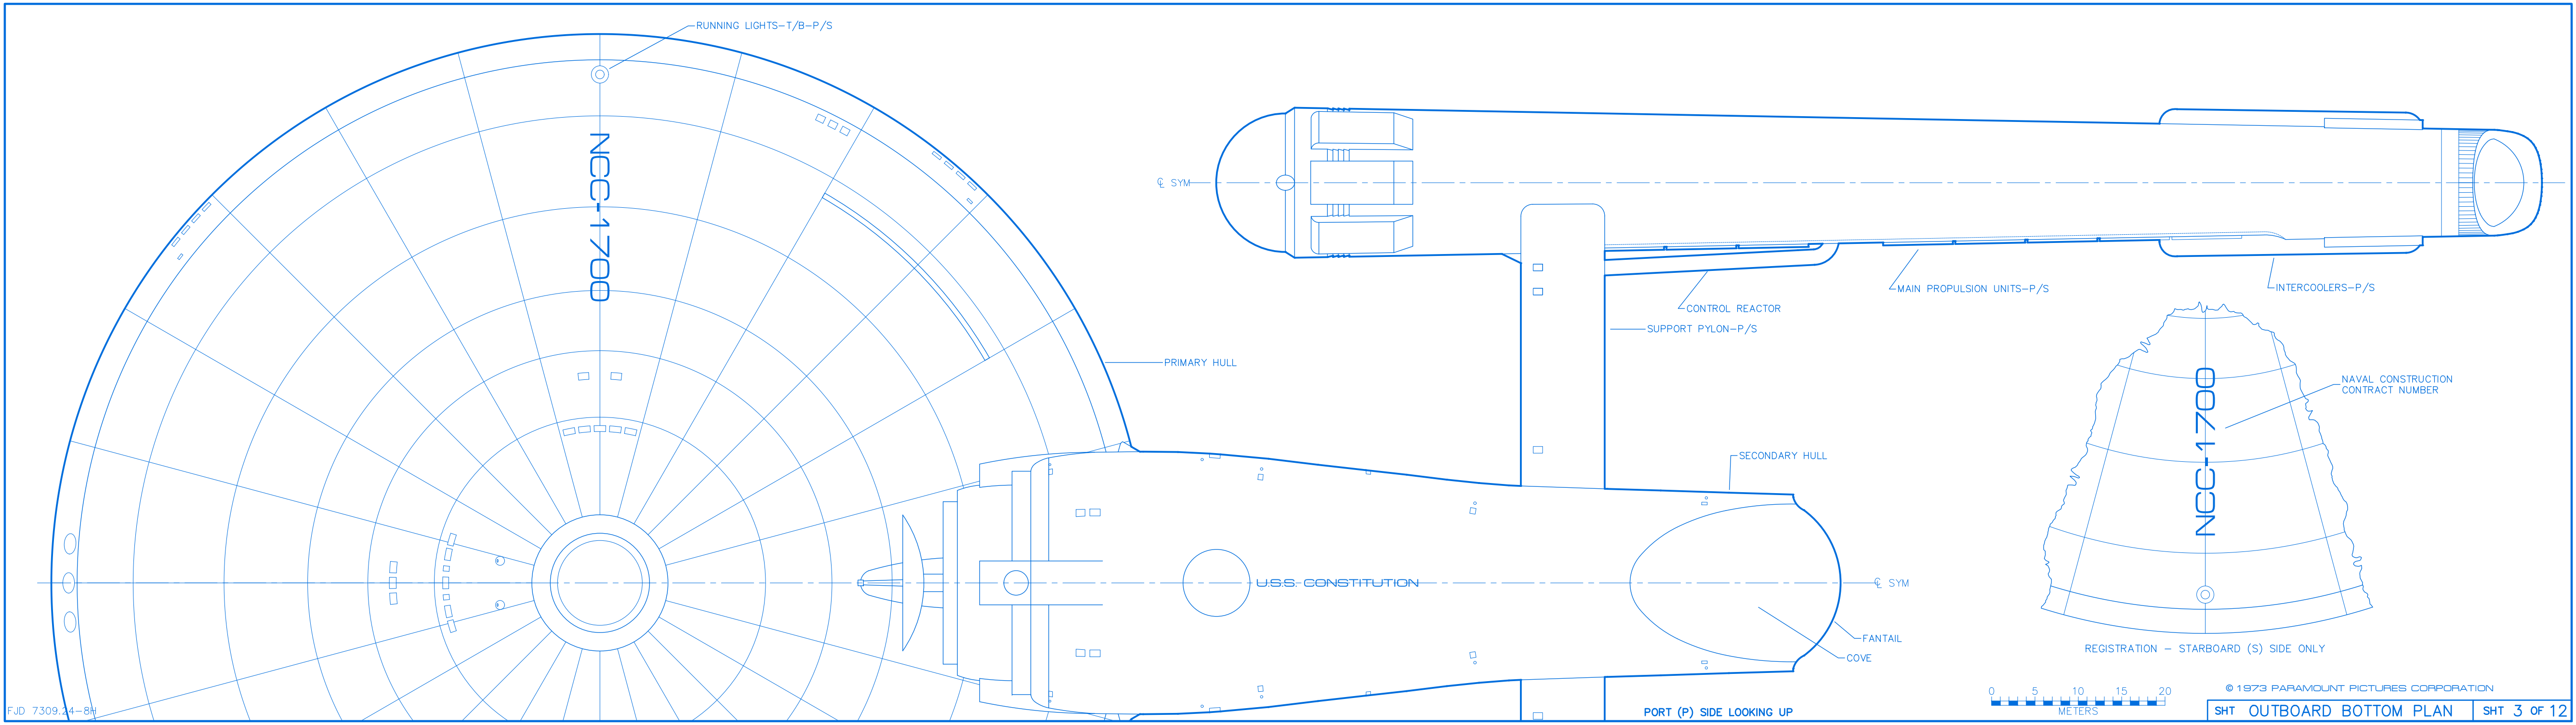 RUNNING LIGHTS-T/B-P/S
NCC-1700
℄ SYM
MAIN PROPULSION UNITS-P/S
INTERCOOLERS-P/S
CONTROL REACTOR
SUPPORT PYLON-P/S
PRIMARY HULL
NAVAL CONSTRUCTION
CONTRACT NUMBER
NCC-1700
SECONDARY HULL
U.S.S. CONSTITUTION
℄ SYM
FANTAIL
COVE
REGISTRATION - STARBOARD (S) SIDE ONLY
0 5 10 15 20
METERS
© 1973 PARAMOUNT PICTURES CORPORATION
FJD 7309.24-8H
PORT (P) SIDE LOOKING UP
SHT OUTBOARD BOTTOM PLAN
SHT 3 OF 12